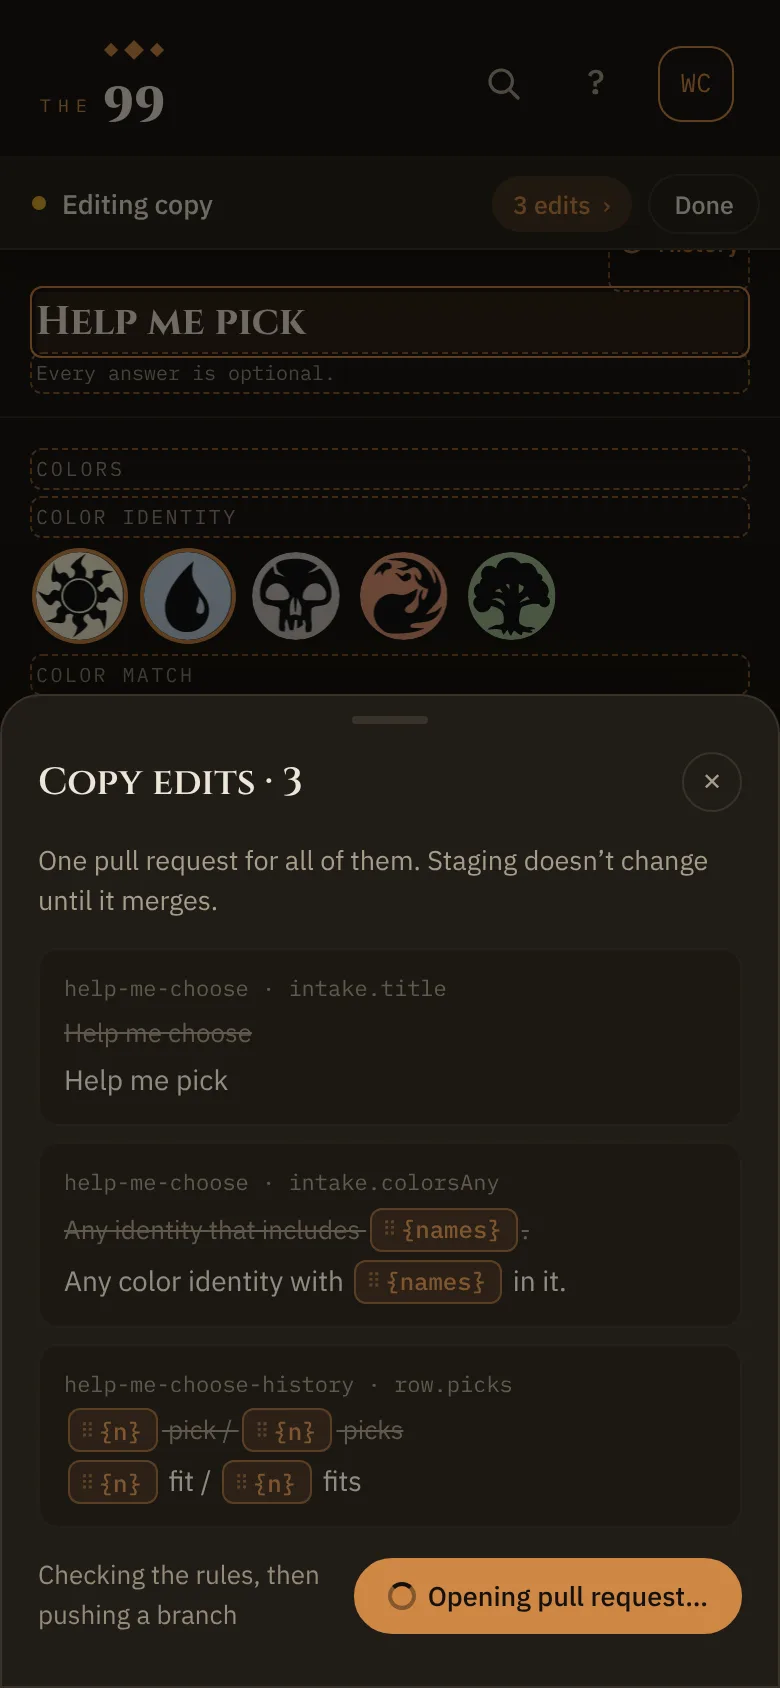 THE 99
?
WC
Editing copy
3 edits ›
Done
History
HELP ME PICK
Every answer is optional.
COLORS
COLOR IDENTITY
COLOR MATCH
COPY EDITS · 3
×
One pull request for all of them. Staging doesn’t change
until it merges.
help-me-choose · intake.title
Help me choose
Help me pick
help-me-choose · intake.colorsAny
Any identity that includes {names} .
Any color identity with {names} in it.
help-me-choose-history · row.picks
{n} pick / {n} picks
{n} fit / {n} fits
Checking the rules, then
pushing a branch
Opening pull request…